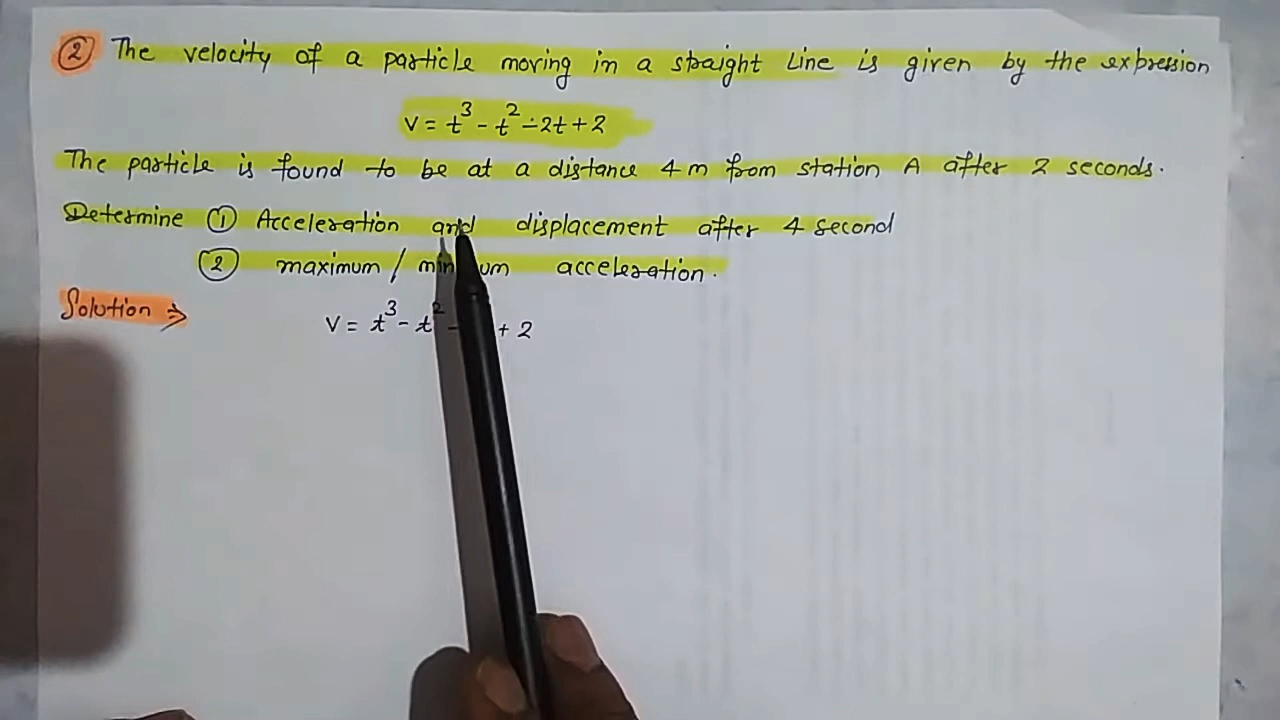 ② The velocity of a particle moving in a straight Line is given by the expression
v = t³ - t² - 2t + 2
The particle is found to be at a distance 4 m from station A after 2 seconds.
Determine ① Acceleration and displacement after 4 second
② maximum / minimum acceleration.
Solution ⇒ v = t³ - t² - + 2